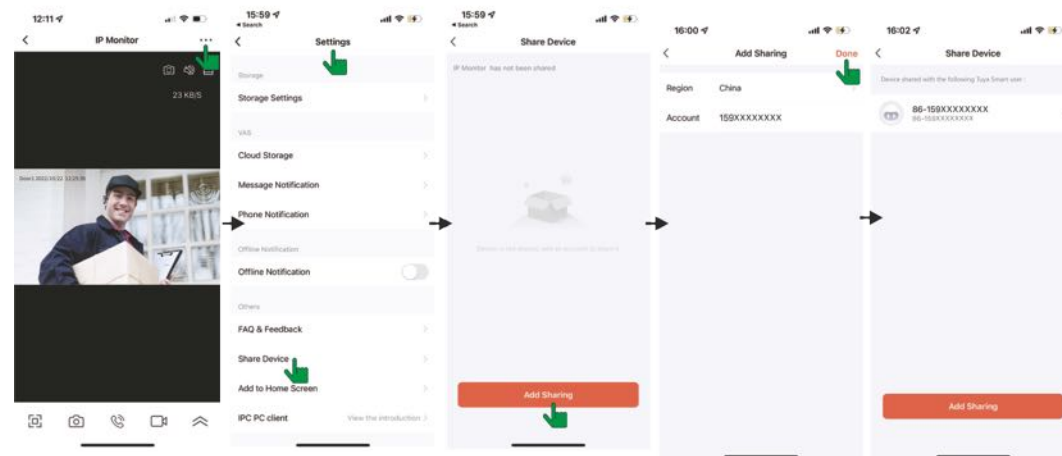 12:11
IP Monitor
23 KB/S
15:59
Search
Settings
Storage
Storage Settings
VAS
Cloud Storage
Message Notification
Phone Notification
Offline Notification
Offline Notification
Others
FAQ & Feedback
Share Device
Add to Home Screen
IPC PC client View the introduction
15:59
Search
Share Device
IP Monitor has not been shared
Add Sharing
16:00
Add Sharing Done
Region China
Account 159XXXXXXXX
16:02
Share Device
Device shared with the following Tuya Smart user :
86-159XXXXXXXX
86-159XXXXXXXX
Add Sharing